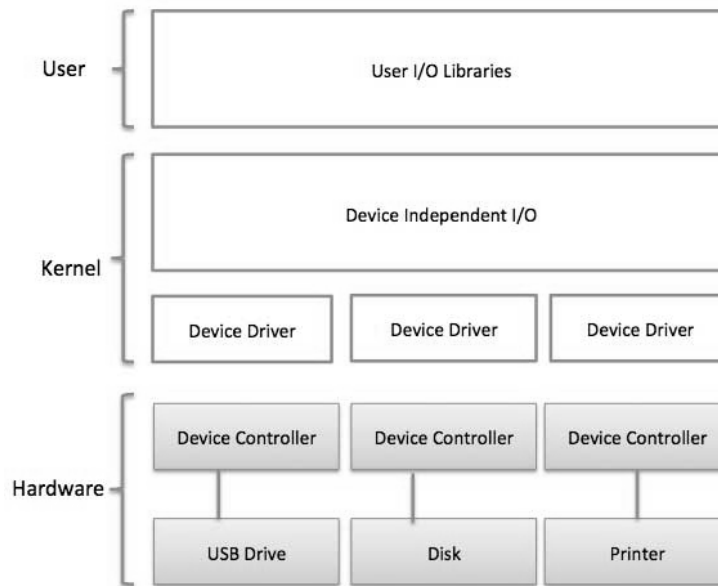 User
User I/O Libraries
Device Independent I/O
Kernel
Device Driver
Device Driver
Device Driver
Device Controller
Device Controller
Device Controller
Hardware
USB Drive
Disk
Printer